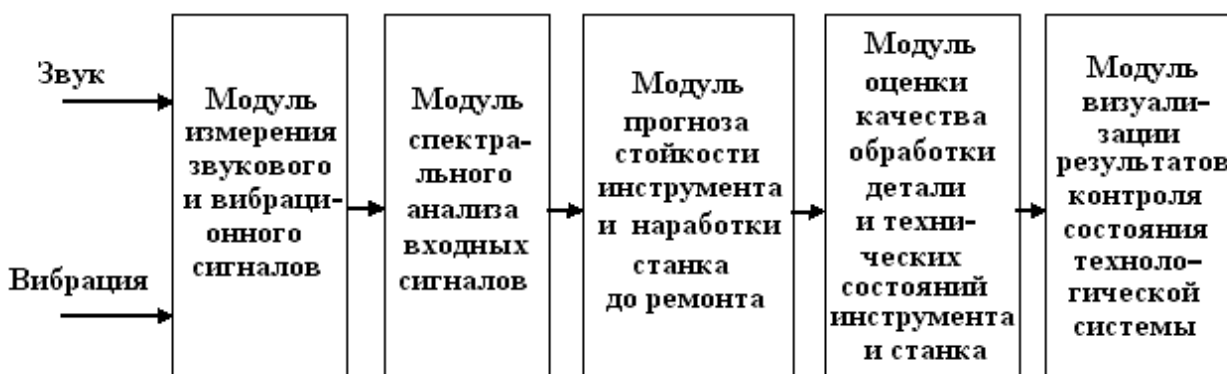 Звук
Вибрация
Модуль
измерения
звукового
и вибраци-
онного
сигналов
Модуль
спектра-
льного
анализа
входных
сигналов
Модуль
прогноза
стойкости
инструмента
и наработки
станка
до ремонта
Модуль
оценки
качества
обработки
детали
и техни-
ческих
состояний
инструмента
и станка
Модуль
визуали-
зации
результатов
контроля
состояния
техноло-
гической
системы